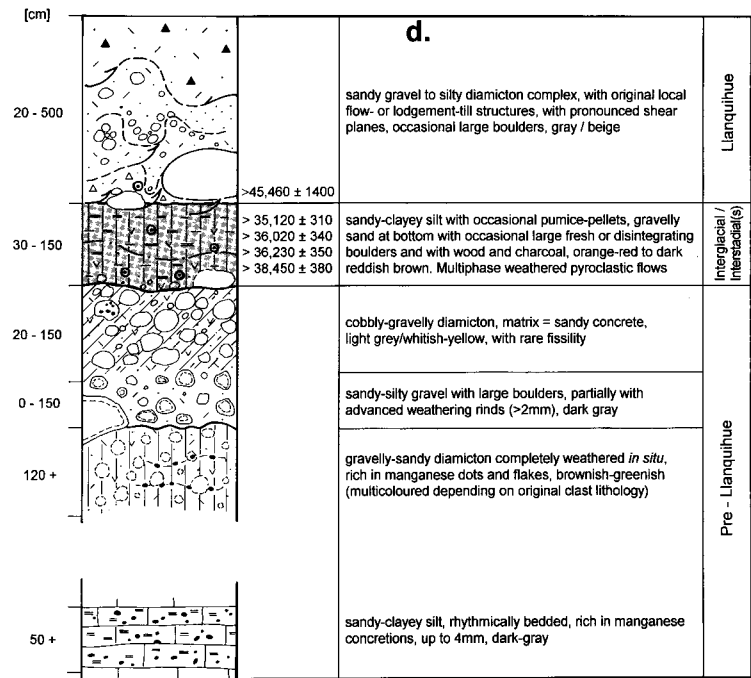 [cm]
d.
20 - 500
sandy gravel to silty diamicton complex, with original local
flow- or lodgement-till structures, with pronounced shear
planes, occasional large boulders, gray / beige
Llanquihue
>45,460 ± 1400
30 - 150
> 35,120 ± 310
> 36,020 ± 340
> 36,230 ± 350
> 38,450 ± 380
sandy-clayey silt with occasional pumice-pellets, gravelly
sand at bottom with occasional large fresh or disintegrating
boulders and with wood and charcoal, orange-red to dark
reddish brown. Multiphase weathered pyroclastic flows
Interglacial /
Interstadial(s)
20 - 150
cobbly-gravelly diamicton, matrix = sandy concrete,
light grey/whitish-yellow, with rare fissility
0 - 150
sandy-silty gravel with large boulders, partially with
advanced weathering rinds (>2mm), dark gray
120 +
gravelly-sandy diamicton completely weathered in situ,
rich in manganese dots and flakes, brownish-greenish
(multicoloured depending on original clast lithology)
Pre - Llanquihue
50 +
sandy-clayey silt, rhythmically bedded, rich in manganese
concretions, up to 4mm, dark-gray